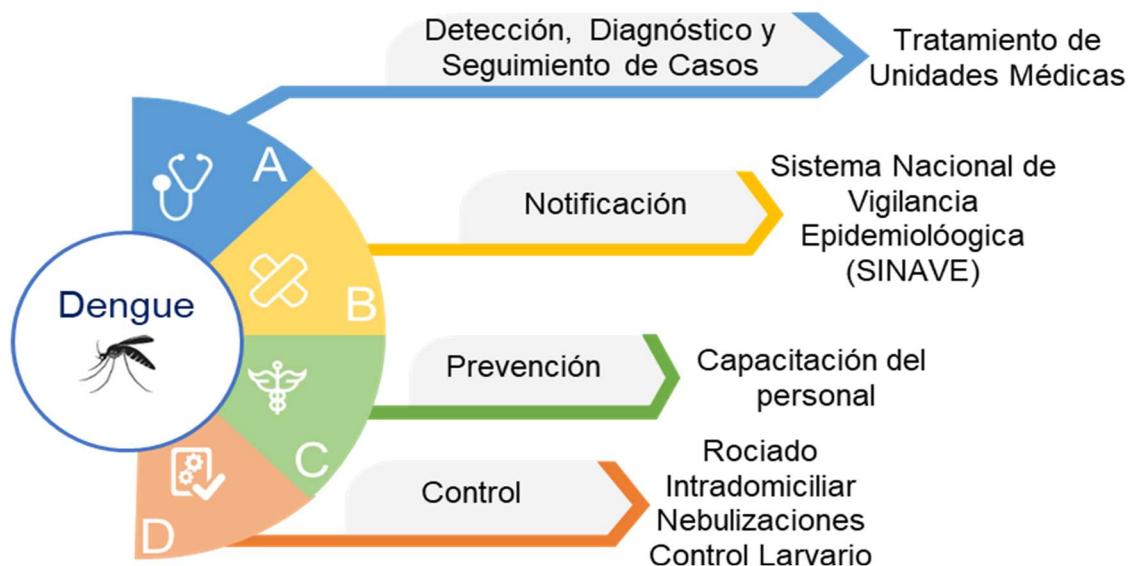 Dengue
A
Detección, Diagnóstico y
Seguimiento de Casos
Tratamiento de
Unidades Médicas
B
Notificación
Sistema Nacional de
Vigilancia
Epidemiolóogica
(SINAVE)
C
Prevención
Capacitación del
personal
D
Control
Rociado
Intradomiciliar
Nebulizaciones
Control Larvario